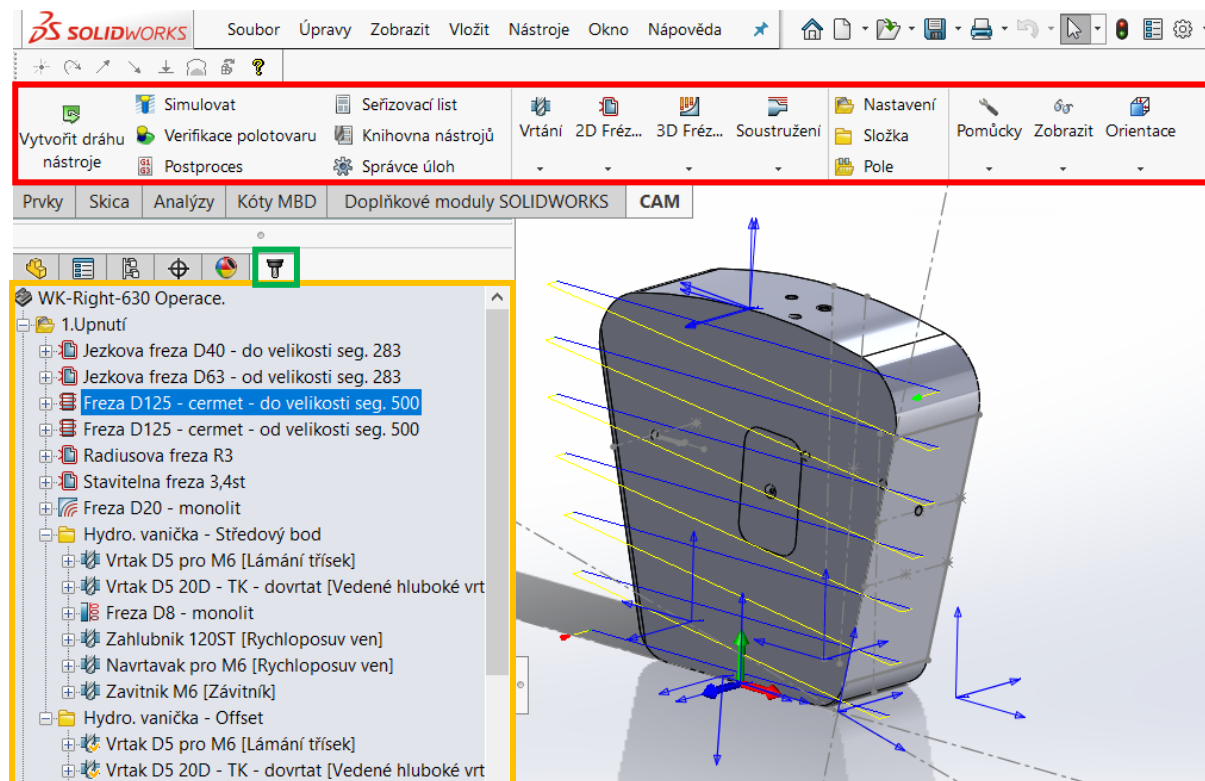 SOLIDWORKS Soubor Úpravy Zobrazit Vložit Nástroje Okno Nápověda
Vytvořit dráhu nástroje
Simulovat
Verifikace polotovaru
G1 G3 Postproces
Seřizovací list
Knihovna nástrojů
Správce úloh
Vrtání 2D Fréz... 3D Fréz... Soustružení
Nastavení
Složka
Pole
Pomůcky Zobrazit Orientace
Prvky Skica Analýzy Kóty MBD Doplňkové moduly SOLIDWORKS CAM
WK-Right-630 Operace.
1.Upnutí
Jezkova freza D40 - do velikosti seg. 283
Jezkova freza D63 - od velikosti seg. 283
Freza D125 - cermet - do velikosti seg. 500
Freza D125 - cermet - od velikosti seg. 500
Radiusova freza R3
Stavitelna freza 3,4st
Freza D20 - monolit
Hydro. vanička - Středový bod
Vrtak D5 pro M6 [Lámání třísek]
Vrtak D5 20D - TK - dovrtat [Vedené hluboké vrt
Freza D8 - monolit
Zahlubnik 120ST [Rychloposuv ven]
Navrtavak pro M6 [Rychloposuv ven]
Zavitnik M6 [Závitník]
Hydro. vanička - Offset
Vrtak D5 pro M6 [Lámání třísek]
Vrtak D5 20D - TK - dovrtat [Vedené hluboké vrt